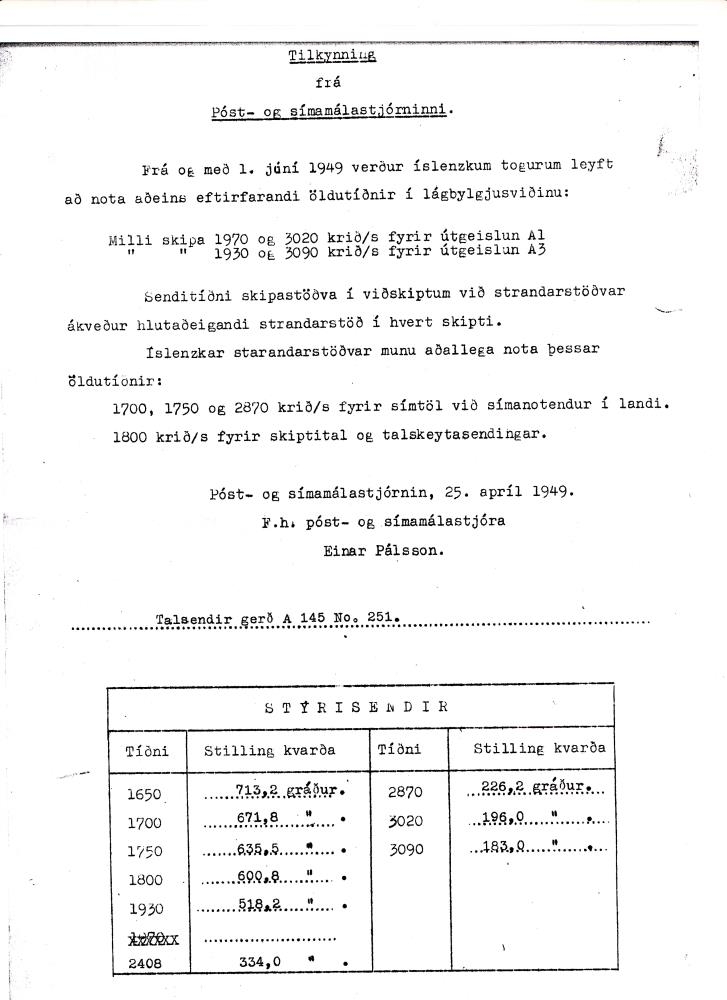 Tilkynning
frá
Póst- og símamálastjórninni.
Frá og með 1. júní 1949 verður íslenzkum togurum leyft
að nota aðeins eftirfarandi öldutíðnir í lágbylgjusviðinu:
Milli skipa 1970 og 3020 krið/s fyrir útgeislun A1
"     "  1930 og 3090 krið/s fyrir útgeislun A3
Senditíðni skipastöðva í viðskiptum við strandarstöðvar
ákveður hlutaðeigandi strandarstöð í hvert skipti.
Íslenzkar starandarstöðvar munu aðallega nota þessar
öldutíðnir:
1700, 1750 og 2870 krið/s fyrir símtöl við símanotendur í landi.
1800 krið/s fyrir skiptital og talskeytasendingar.
Póst- og símamálastjórnin, 25. apríl 1949.
F.h. póst- og símamálastjóra
Einar Pálsson.
Talsendir gerð A 145 No. 251.
STÝRISENDIR
Tíðni Stilling kvarða Tíðni Stilling kvarða
1650 713,2 gráður. 2870 226,2 gráður.
1700 671,8 " . 3020 196,0 " .
1750 635,5 " . 3090 183,0 " .
1800 600,8 " .
1930 518,2 " .
2408 334,0 " .